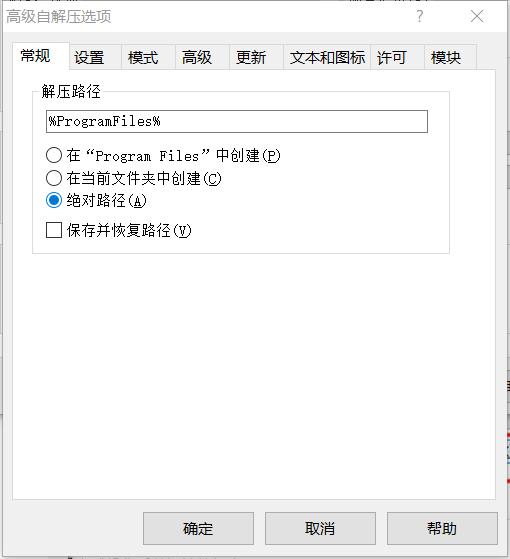 高级自解压选项
常规 设置 模式 高级 更新 文本和图标 许可 模块
解压路径
%ProgramFiles%
在“Program Files”中创建(P)
在当前文件夹中创建(C)
绝对路径(A)
保存并恢复路径(V)
确定 取消 帮助